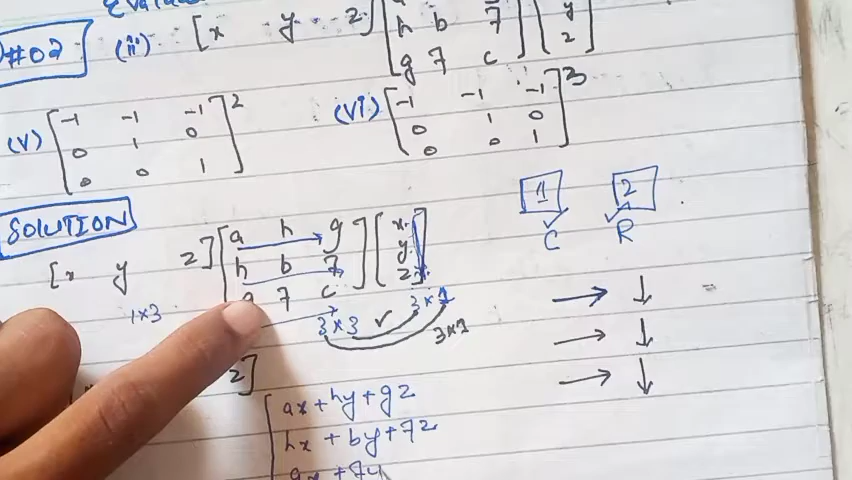 #02 (ii) [x y z] [h b 7] [y]
g 7 c z
(V) [-1 -1 -1]² (Vi) [-1 -1 -1]³
0 1 0 0 1 0
0 0 1 0 0 1
SOLUTION
1 2
C R
[x y z] [a h g] [x]
h b 7 y
7 c z
1×3 3×3 ✓ 3×1
3×1
→ ↓
→ ↓
→ ↓
z]
ax + hy + gz
hx + by + 7z
gx + 7y